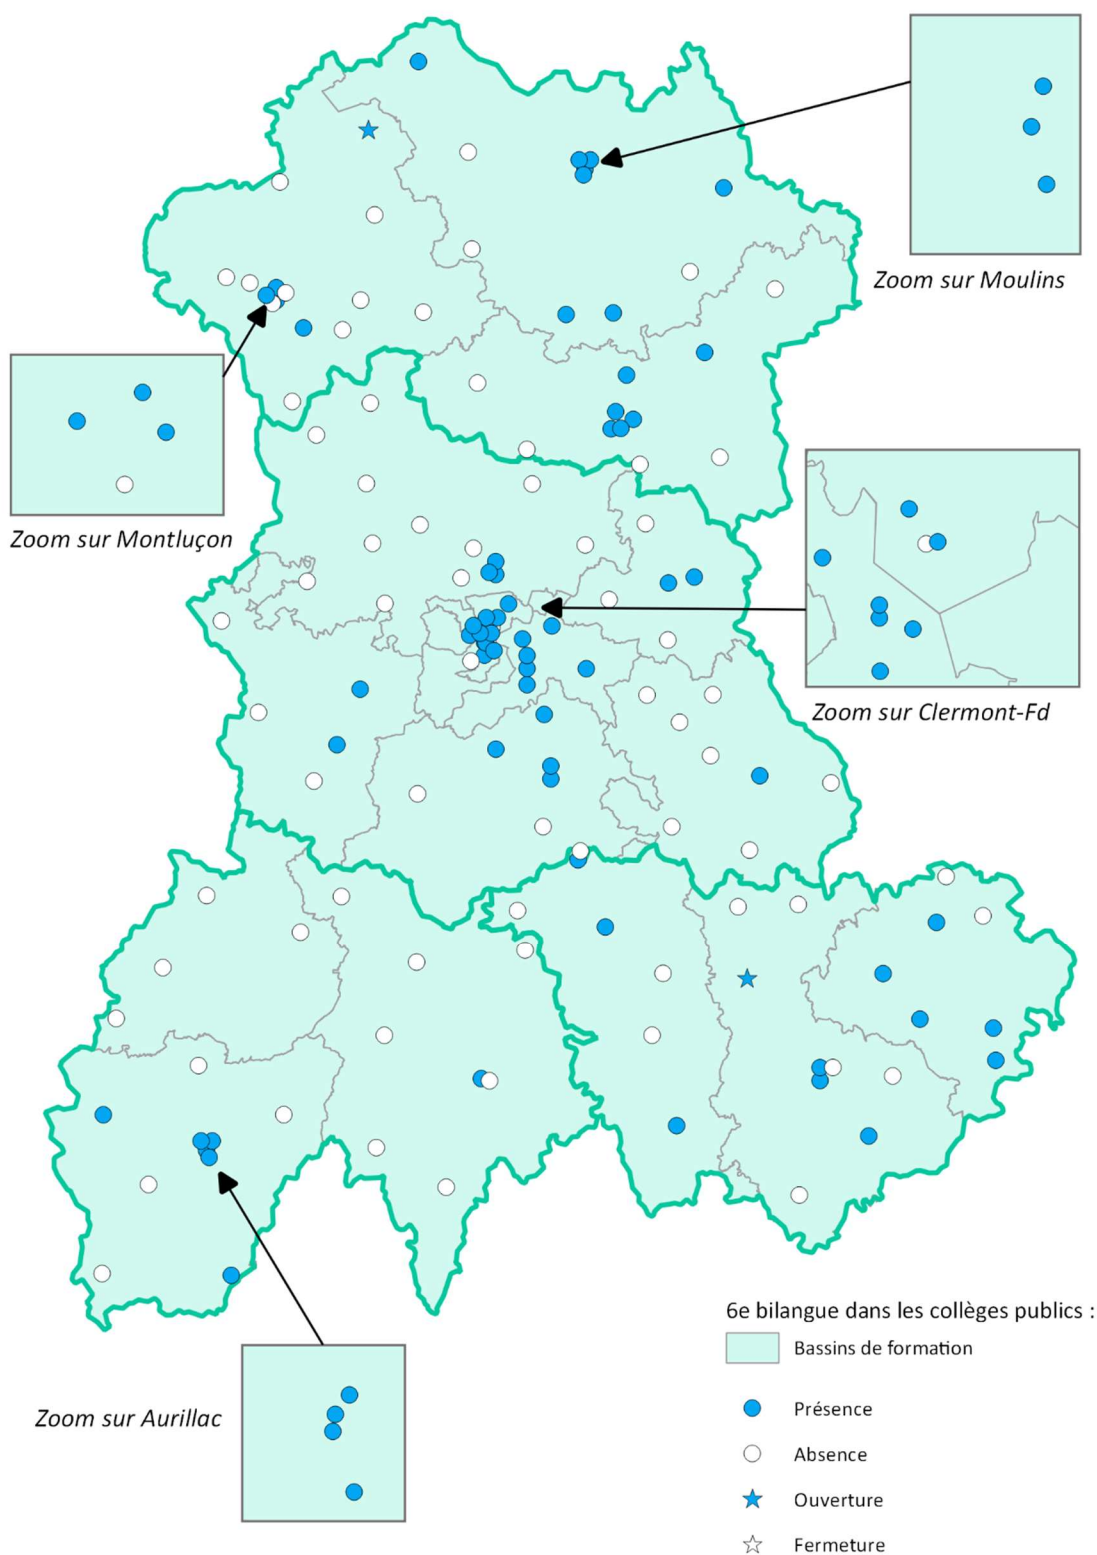 Zoom sur Moulins
Zoom sur Montluçon
Zoom sur Clermont-Fd
Zoom sur Aurillac
6e bilangue dans les collèges publics :
Bassins de formation
Présence
Absence
Ouverture
Fermeture